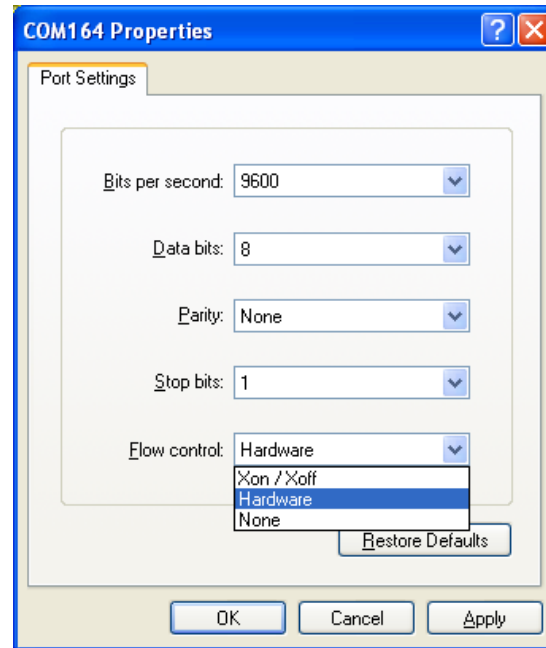 COM164 Properties
Port Settings
Bits per second: 9600
Data bits: 8
Parity: None
Stop bits: 1
Flow control: Hardware
Xon / Xoff
Hardware
None
Restore Defaults
OK Cancel Apply